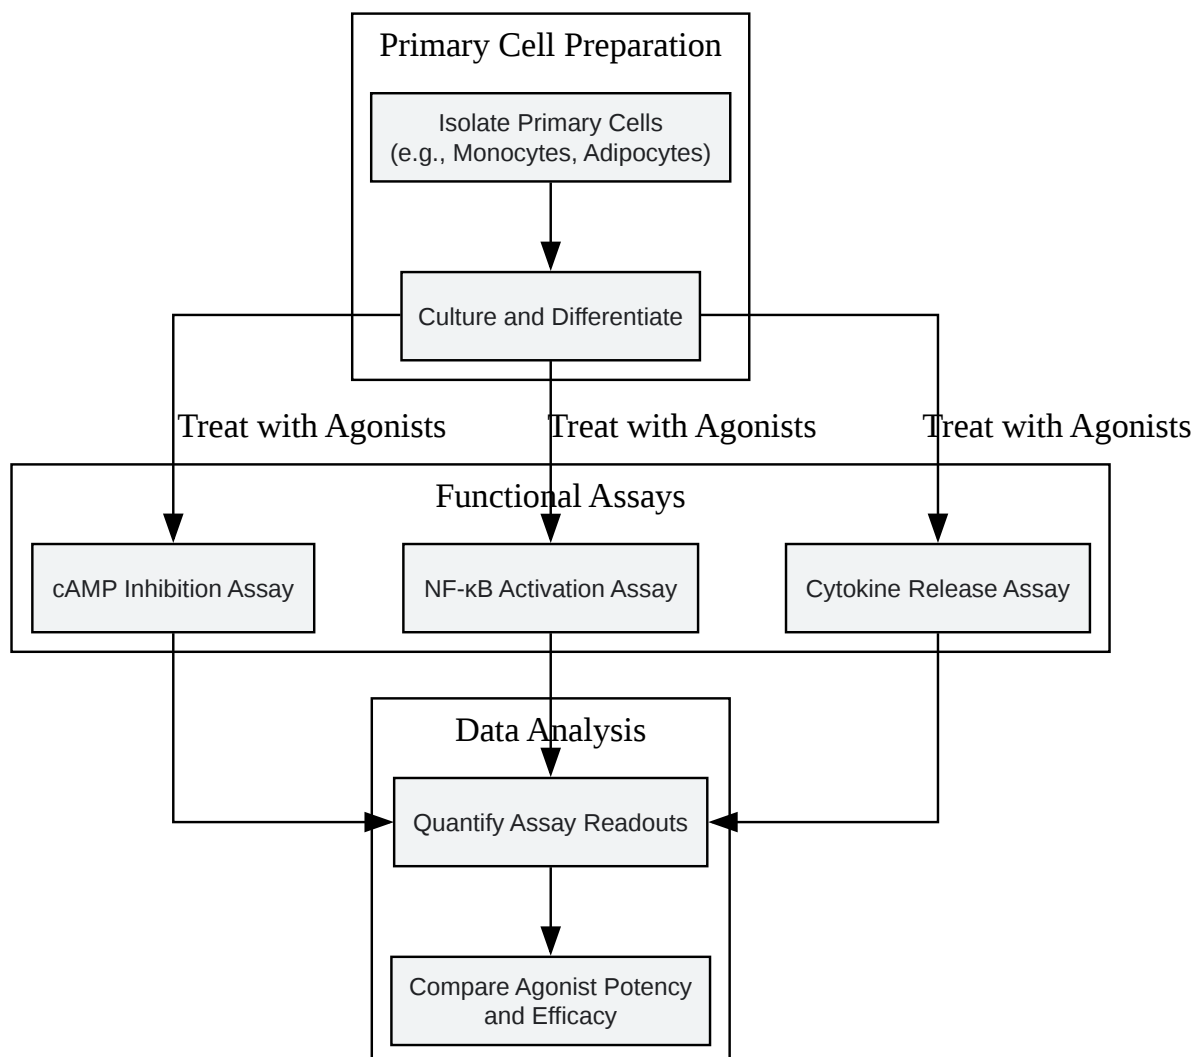 Primary Cell Preparation
Isolate Primary Cells
(e.g., Monocytes, Adipocytes)
Culture and Differentiate
Treat with Agonists
Treat with Agonists
Treat with Agonists
Functional Assays
cAMP Inhibition Assay
NF-κB Activation Assay
Cytokine Release Assay
Data Analysis
Quantify Assay Readouts
Compare Agonist Potency
and Efficacy